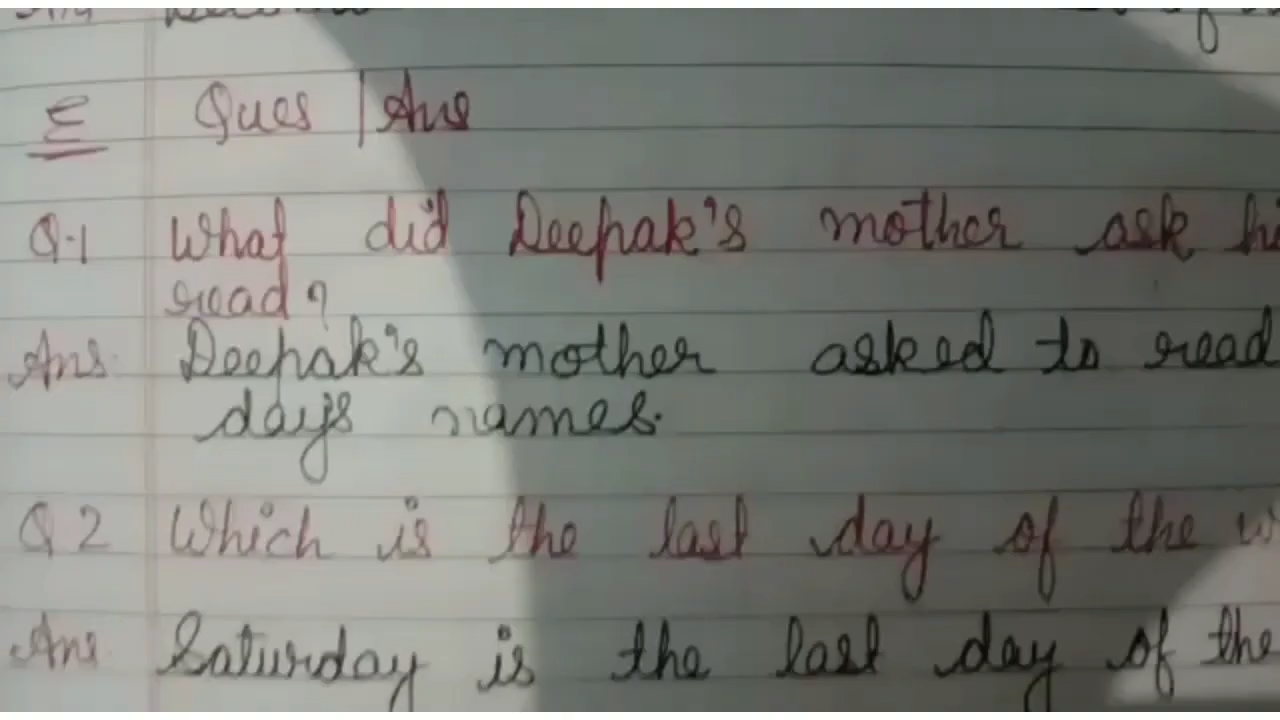 E Ques | Ans
Q.1 What did Deepak's mother ask
read?
Ans. Deepak's mother asked to read
day's names.
Q 2 Which is the last day of the
Ans Saturday is the last day of the